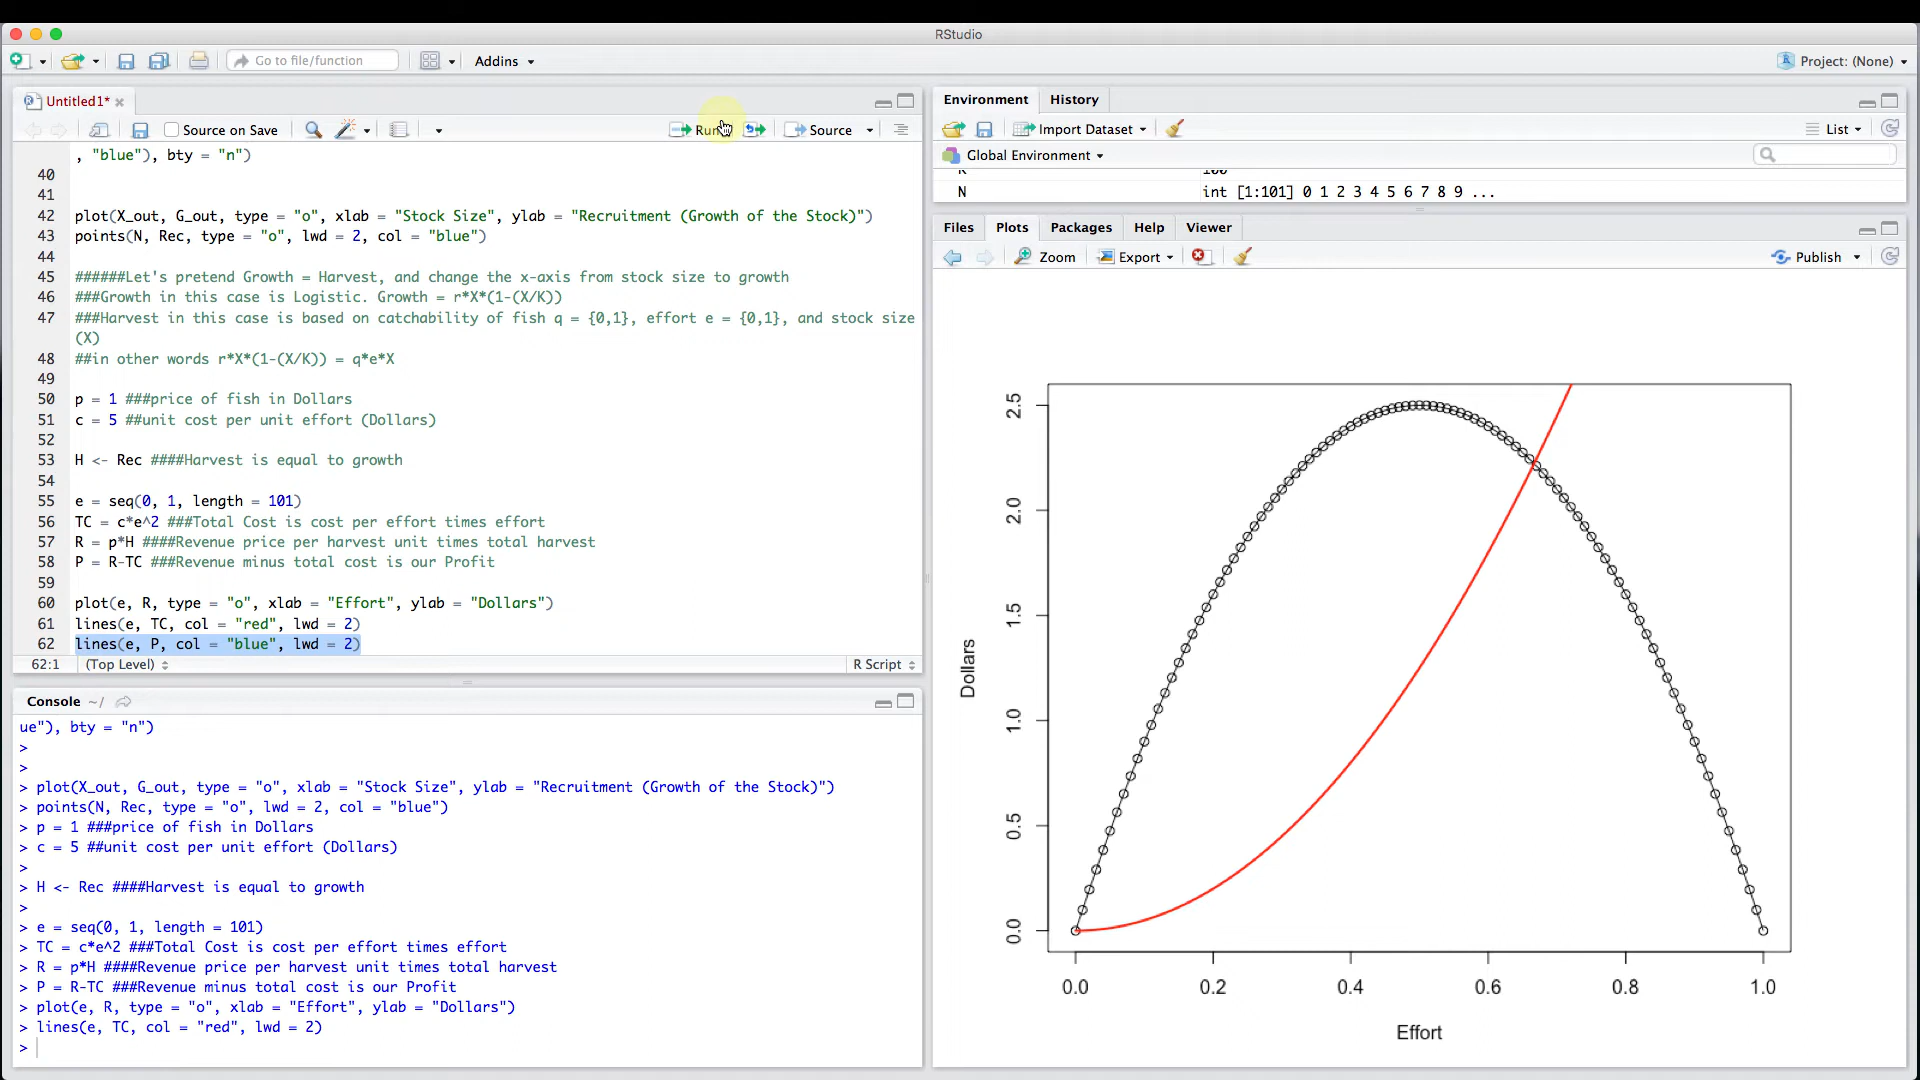 RStudio
Go to file/function
Addins
Project: (None)
Untitled1*
Source on Save
Run
Source
, "blue"), bty = "n")
40
41
42 plot(X_out, G_out, type = "o", xlab = "Stock Size", ylab = "Recruitment (Growth of the Stock)")
43 points(N, Rec, type = "o", lwd = 2, col = "blue")
44
45 ######Let's pretend Growth = Harvest, and change the x-axis from stock size to growth
46 ###Growth in this case is Logistic. Growth = r*X*(1-(X/K))
47 ###Harvest in this case is based on catchability of fish q = {0,1}, effort e = {0,1}, and stock size
(X)
48 ##in other words r*X*(1-(X/K)) = q*e*X
49
50 p = 1 ###price of fish in Dollars
51 c = 5 ##unit cost per unit effort (Dollars)
52
53 H <- Rec ####Harvest is equal to growth
54
55 e = seq(0, 1, length = 101)
56 TC = c*e^2 ###Total Cost is cost per effort times effort
57 R = p*H ####Revenue price per harvest unit times total harvest
58 P = R-TC ###Revenue minus total cost is our Profit
59
60 plot(e, R, type = "o", xlab = "Effort", ylab = "Dollars")
61 lines(e, TC, col = "red", lwd = 2)
62 lines(e, P, col = "blue", lwd = 2)
62:1 (Top Level) R Script
Console ~/
ue"), bty = "n")
>
>
> plot(X_out, G_out, type = "o", xlab = "Stock Size", ylab = "Recruitment (Growth of the Stock)")
> points(N, Rec, type = "o", lwd = 2, col = "blue")
> p = 1 ###price of fish in Dollars
> c = 5 ##unit cost per unit effort (Dollars)
>
> H <- Rec ####Harvest is equal to growth
>
> e = seq(0, 1, length = 101)
> TC = c*e^2 ###Total Cost is cost per effort times effort
> R = p*H ####Revenue price per harvest unit times total harvest
> P = R-TC ###Revenue minus total cost is our Profit
> plot(e, R, type = "o", xlab = "Effort", ylab = "Dollars")
> lines(e, TC, col = "red", lwd = 2)
>
Environment History
Import Dataset
List
Global Environment
K 100
N int [1:101] 0 1 2 3 4 5 6 7 8 9 ...
Files Plots Packages Help Viewer
Zoom Export
Publish
2.5
2.0
1.5
1.0
0.5
0.0
Dollars
0.0 0.2 0.4 0.6 0.8 1.0
Effort